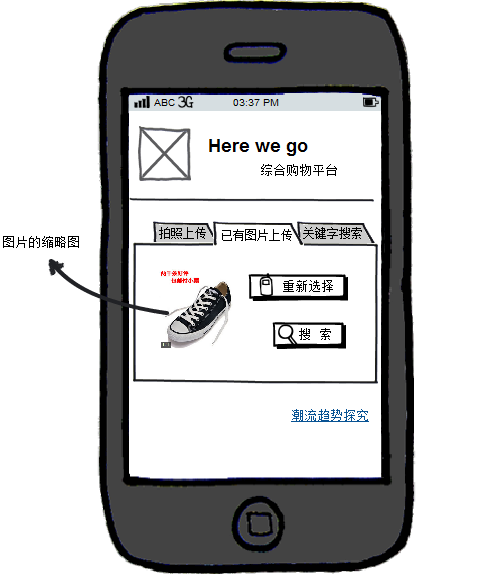 ABC 3G 03:37 PM
Here we go
综合购物平台
拍照上传 已有图片上传 关键字搜索
图片的缩略图
重新选择
搜 索
潮流趋势探究